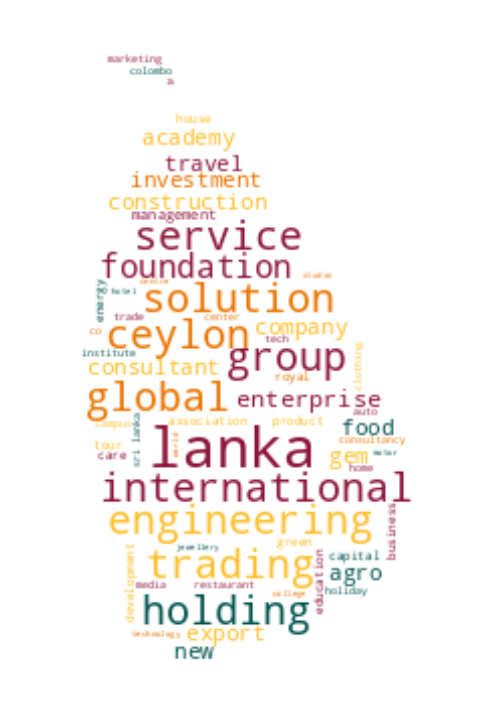 marketing
colombo
house
academy
travel
investment
construction
management
service
foundation
studio
energy
hotel
centre
solution
trade
center
co
ceylon
company
tech
institute
group
consultant
clothing
royal
global
enterprise
auto
campus
association
product
food
sri lanka
world
lanka
consultancy
tour
care
gem
motor
home
international
engineering
business
jewellery
green
development
trading
education
capital
agro
media
restaurant
college
holiday
holding
technology
export
new